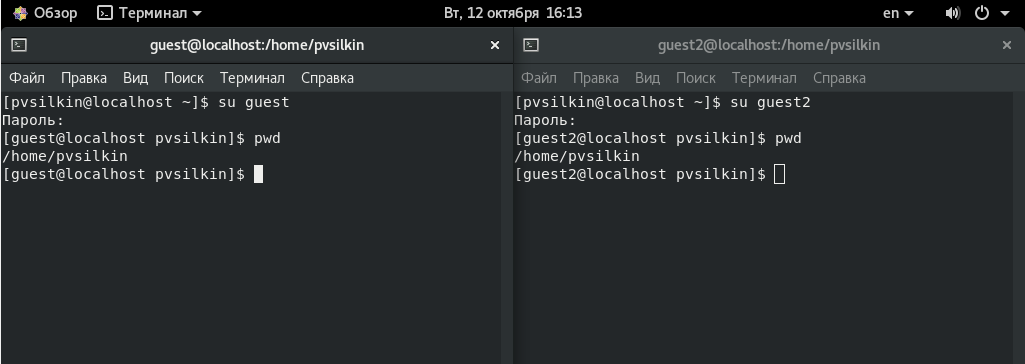 Обзор Терминал Вт, 12 октября 16:13 en
guest@localhost:/home/pvsilkin
Файл Правка Вид Поиск Терминал Справка
[pvsilkin@localhost ~]$ su guest
Пароль:
[guest@localhost pvsilkin]$ pwd
/home/pvsilkin
[guest@localhost pvsilkin]$
guest2@localhost:/home/pvsilkin
Файл Правка Вид Поиск Терминал Справка
[pvsilkin@localhost ~]$ su guest2
Пароль:
[guest2@localhost pvsilkin]$ pwd
/home/pvsilkin
[guest2@localhost pvsilkin]$